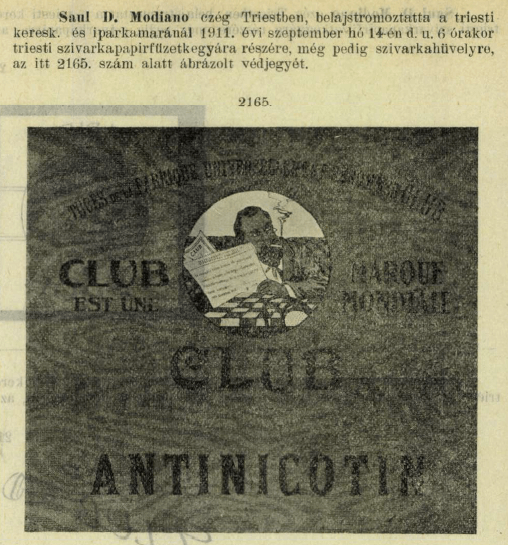 Saul D. Modiano czég Triestben, belajstromoztatta a triesti
keresk. és iparkamaránál 1911. évi szeptember hó 14-én d. u. 6 órakor
triesti szivarkapapirfüzetkegyára részére, még pedig szivarkahüvelyre,
az itt 2165. szám alatt ábrázolt védjegyét.
2165.
CLUB
EST UNE
MARQUE
MONDIALE
CLUB
ANTINICOTIN